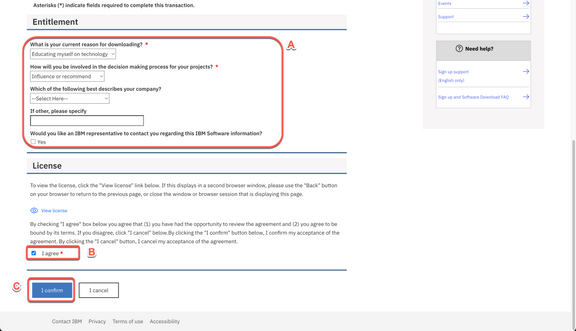 Asterisks (*) indicate fields required to complete this transaction.
Entitlement
What is your current reason for downloading? *
Educating myself on technology
How will you be involved in the decision making process for your projects? *
Influence or recommend
Which of the following best describes your company?
--Select Here--
If other, please specify
Would you like an IBM representative to contact you regarding this IBM Software information?
Yes
A
License
To view the license, click the "View license" link below. If this displays in a second browser window, please use the "Back" button
on your browser to return to the previous page, or close the window or browser session that is displaying this page.
View license
By checking "I agree" box below you agree that (1) you have had the opportunity to review the agreement and (2) you agree to be
bound by its terms. If you disagree, click "I cancel" below.By clicking the "I confirm" button below, I confirm my acceptance of the
agreement. By clicking the "I cancel" button, I cancel my acceptance of the agreement.
I agree *
B
C
I confirm
I cancel
Events
Support
Need help?
Sign up support
(English only)
Sign up and Software Download FAQ
Contact IBM
Privacy
Terms of use
Accessibility